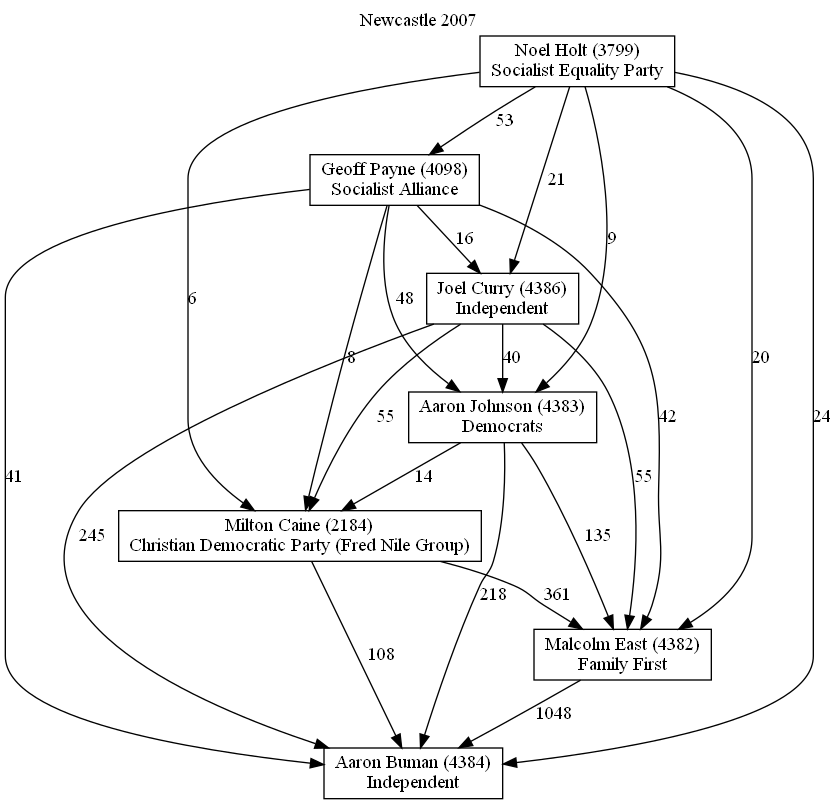 Newcastle 2007
Noel Holt (3799)
Socialist Equality Party
53
21
9
Geoff Payne (4098)
Socialist Alliance
16
48
6
8
Joel Curry (4386)
Independent
40
20
55
Aaron Johnson (4383)
Democrats
42
24
41
14
55
245
135
Milton Caine (2184)
Christian Democratic Party (Fred Nile Group)
218
361
108
Malcolm East (4382)
Family First
1048
Aaron Buman (4384)
Independent